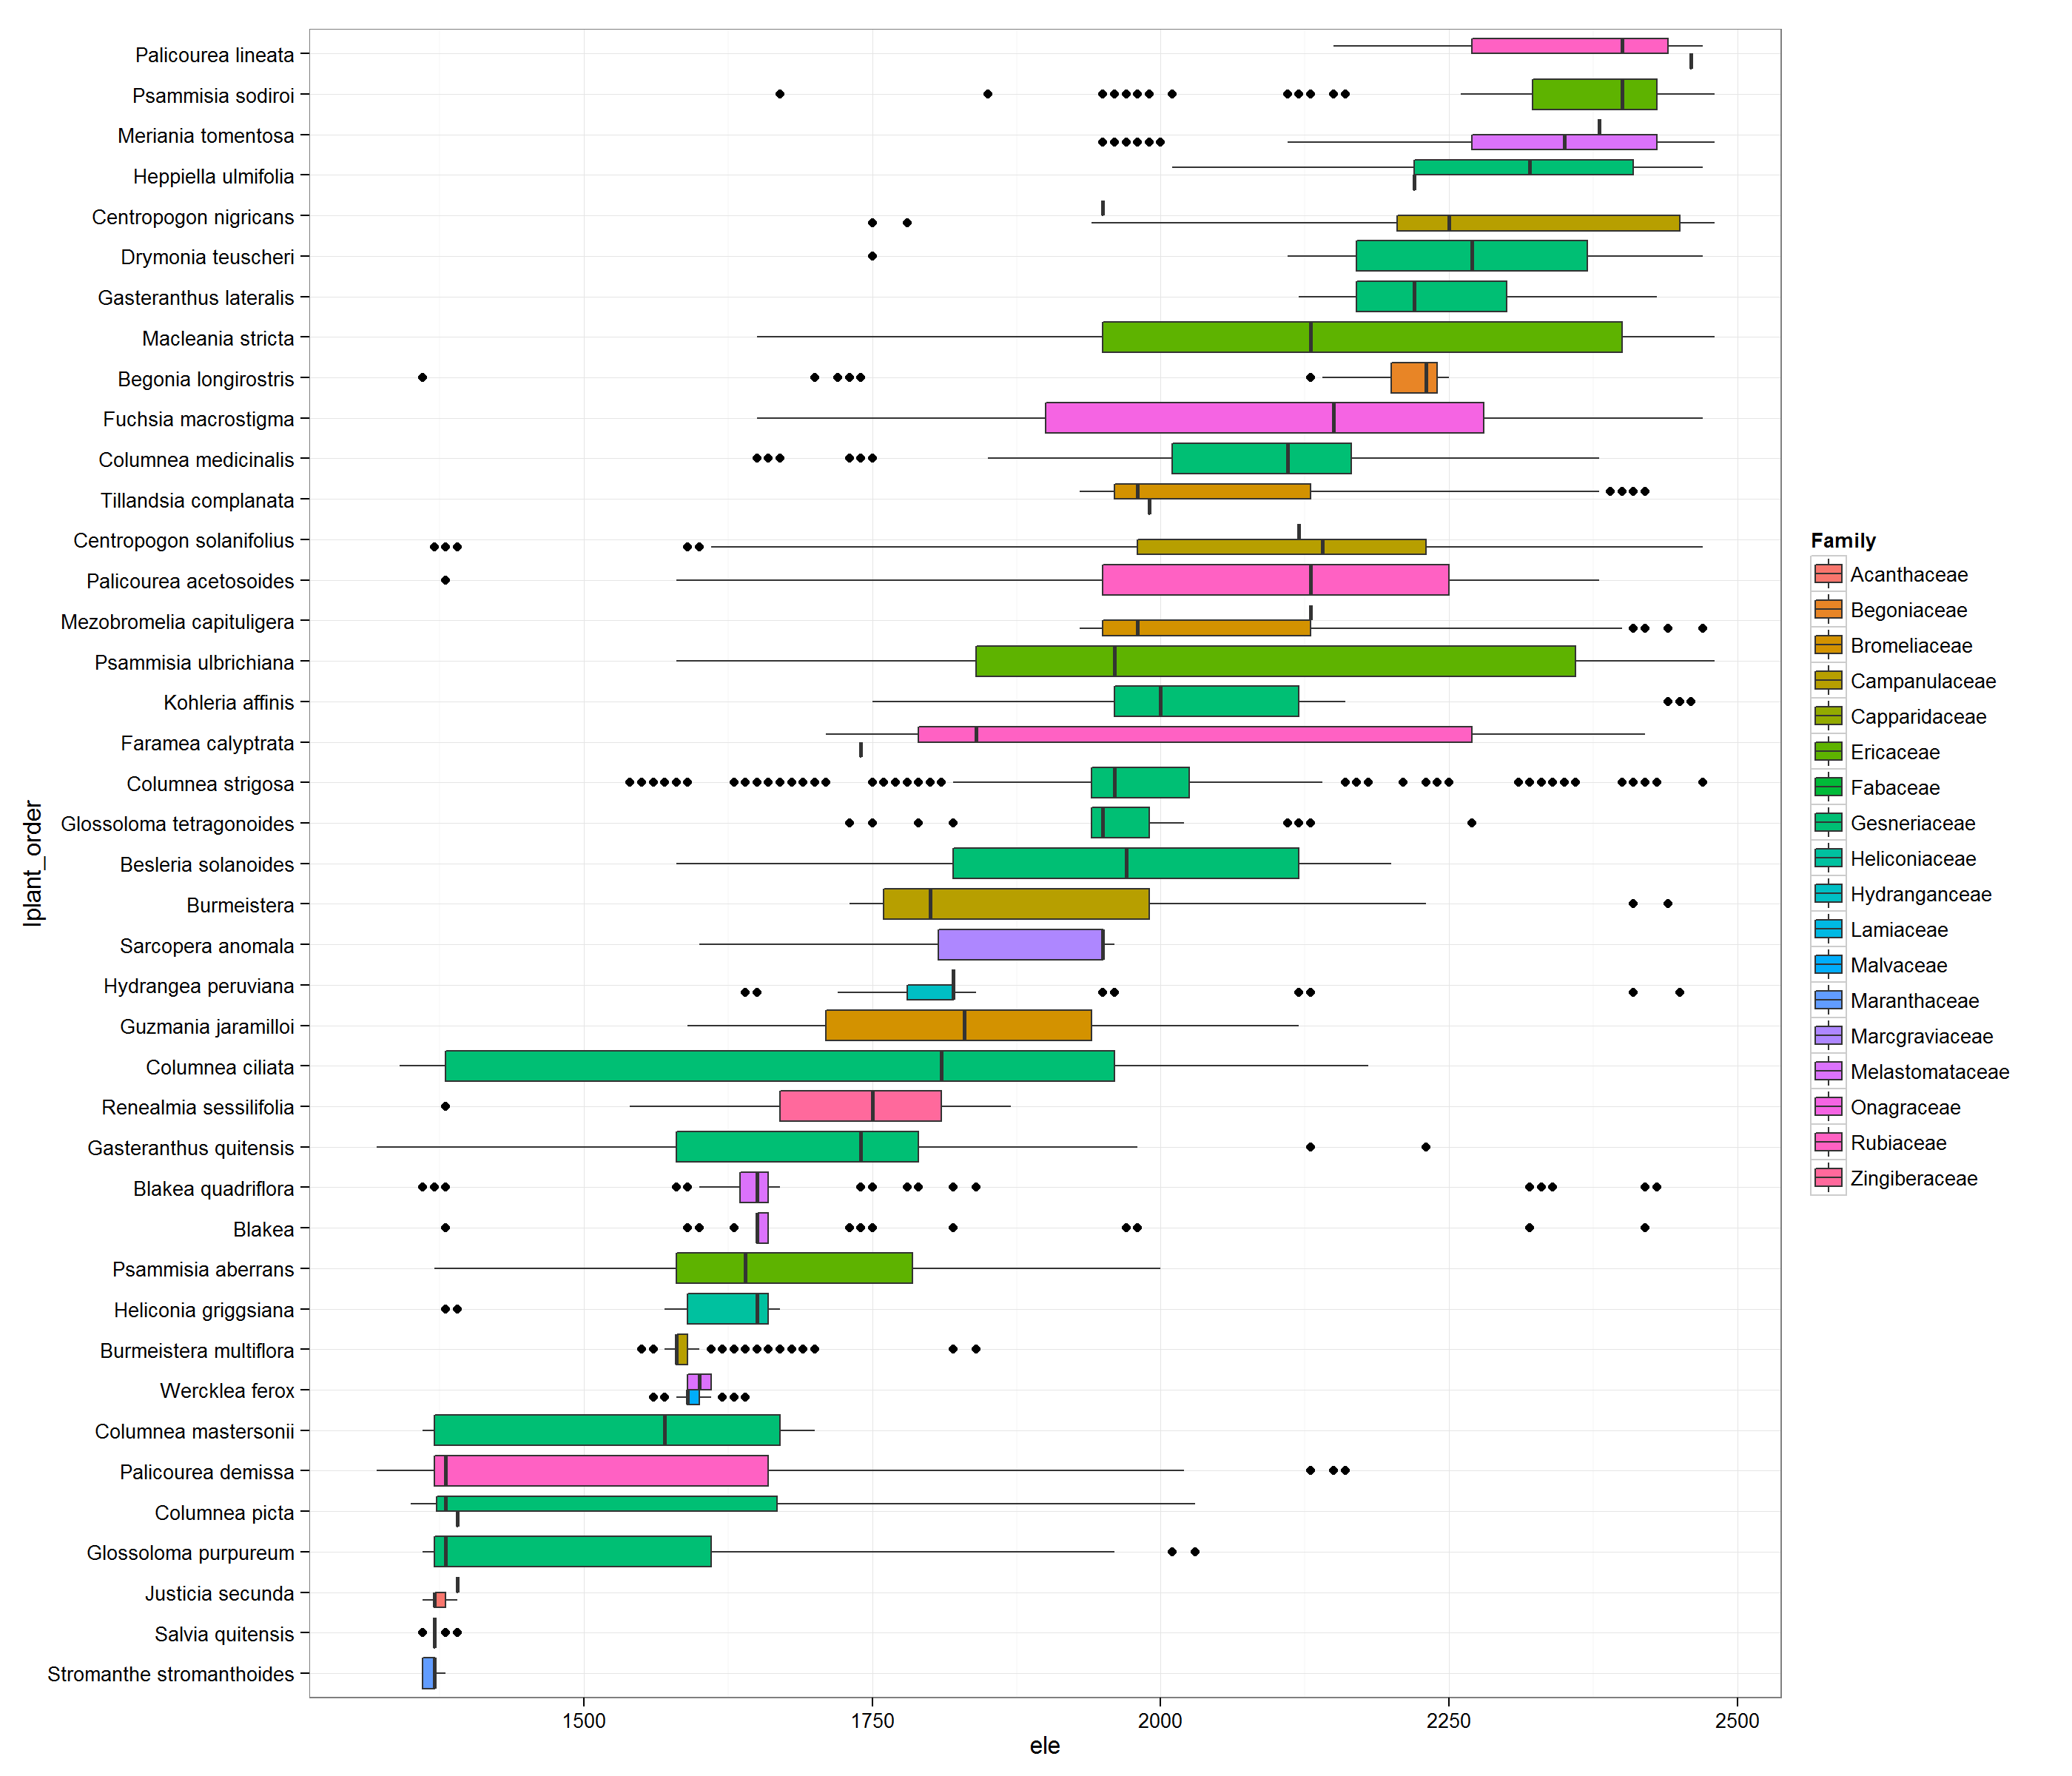 Palicourea lineata
Psammisia sodiroi
Meriania tomentosa
Heppiella ulmifolia
Centropogon nigricans
Drymonia teuscheri
Gasteranthus lateralis
Macleania stricta
Begonia longirostris
Fuchsia macrostigma
Columnea medicinalis
Tillandsia complanata
Centropogon solanifolius
Palicourea acetosoides
Mezobromelia capituligera
Psammisia ulbrichiana
Kohleria affinis
Faramea calyptrata
Columnea strigosa
Glossoloma tetragonoides
Besleria solanoides
Burmeistera
Sarcopera anomala
Hydrangea peruviana
Guzmania jaramilloi
Columnea ciliata
Renealmia sessilifolia
Gasteranthus quitensis
Blakea quadriflora
Blakea
Psammisia aberrans
Heliconia griggsiana
Burmeistera multiflora
Wercklea ferox
Columnea mastersonii
Palicourea demissa
Columnea picta
Glossoloma purpureum
Justicia secunda
Salvia quitensis
Stromanthe stromanthoides
Iplant_order
1500 1750 2000 2250 2500
ele
Family
Acanthaceae
Begoniaceae
Bromeliaceae
Campanulaceae
Capparidaceae
Ericaceae
Fabaceae
Gesneriaceae
Heliconiaceae
Hydranganceae
Lamiaceae
Malvaceae
Maranthaceae
Marcgraviaceae
Melastomataceae
Onagraceae
Rubiaceae
Zingiberaceae